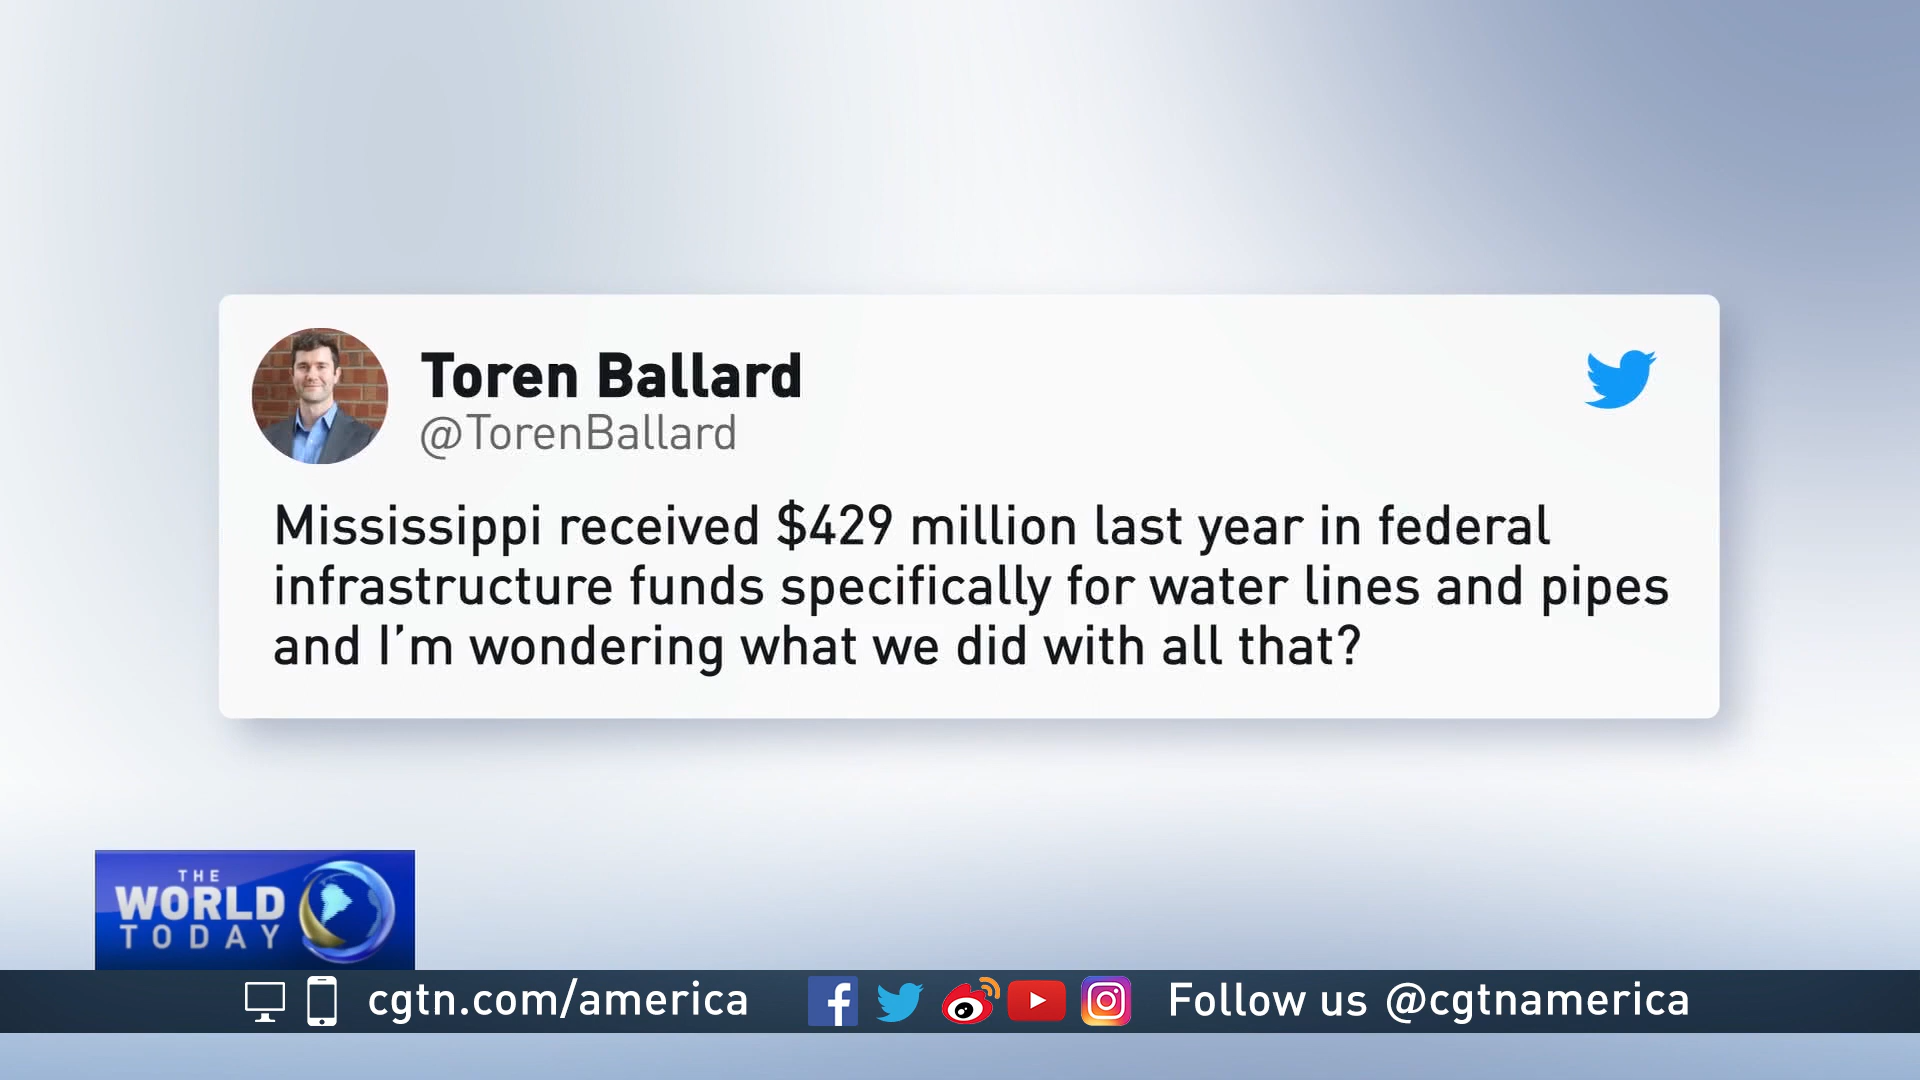 Toren Ballard
@TorenBallard
Mississippi received $429 million last year in federal
infrastructure funds specifically for water lines and pipes
and I’m wondering what we did with all that?
THE
WORLD
TODAY
cgtn.com/america
Follow us @cgtnamerica